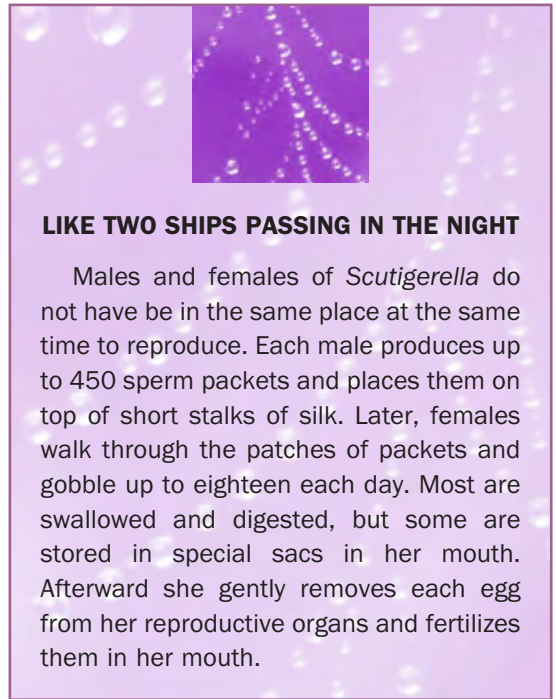 LIKE TWO SHIPS PASSING IN THE NIGHT
Males and females of Scutigerella do
not have be in the same place at the same
time to reproduce. Each male produces up
to 450 sperm packets and places them on
top of short stalks of silk. Later, females
walk through the patches of packets and
gobble up to eighteen each day. Most are
swallowed and digested, but some are
stored in special sacs in her mouth.
Afterward she gently removes each egg
from her reproductive organs and fertilizes
them in her mouth.